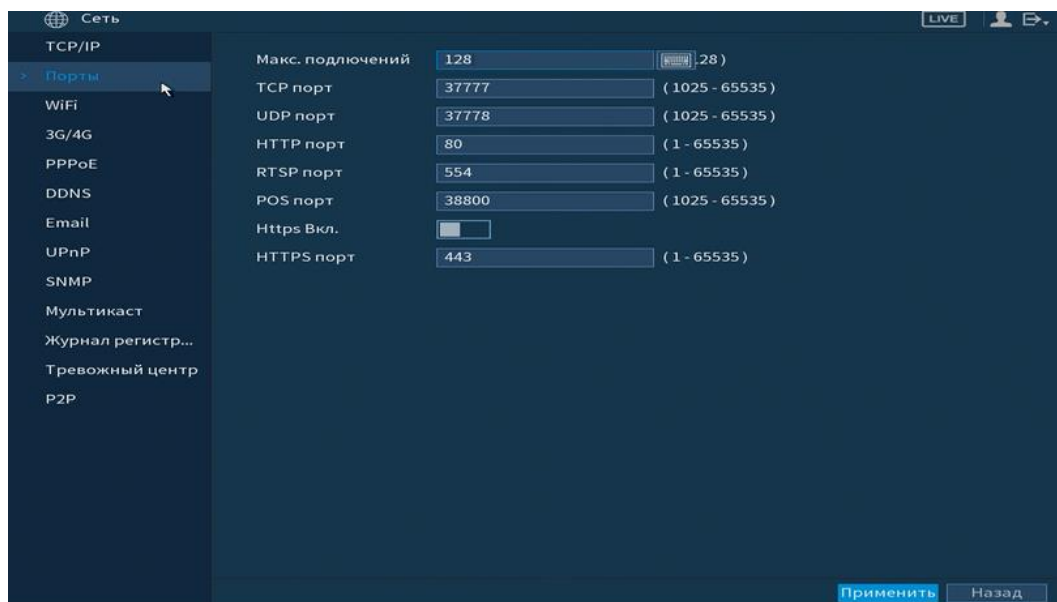 Сеть
LIVE
TCP/IP
Порты
WiFi
3G/4G
PPPoE
DDNS
Email
UPnP
SNMP
Мультикаст
Журнал регистр...
Тревожный центр
P2P
Макс. подлючений 128 .28 )
TCP порт 37777 ( 1025 - 65535 )
UDP порт 37778 ( 1025 - 65535 )
HTTP порт 80 ( 1 - 65535 )
RTSP порт 554 ( 1 - 65535 )
POS порт 38800 ( 1025 - 65535 )
Https Вкл.
HTTPS порт 443 ( 1 - 65535 )
Применить
Назад